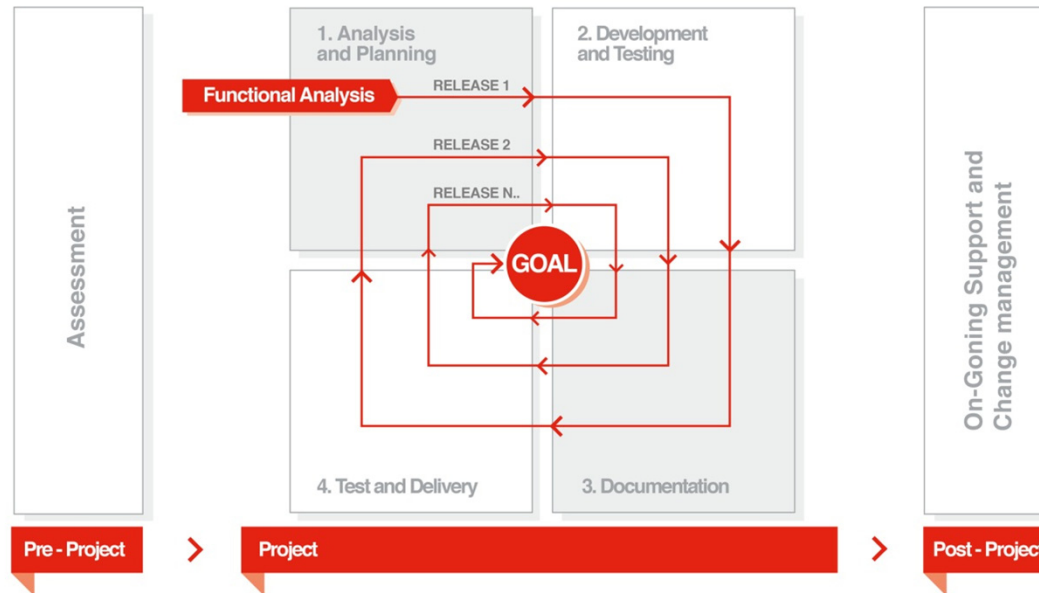 Assessment
1. Analysis
and Planning
2. Development
and Testing
Functional Analysis
RELEASE 1
RELEASE 2
RELEASE N..
GOAL
4. Test and Delivery
3. Documentation
On-Goning Support and
Change management
Pre - Project
Project
Post - Project